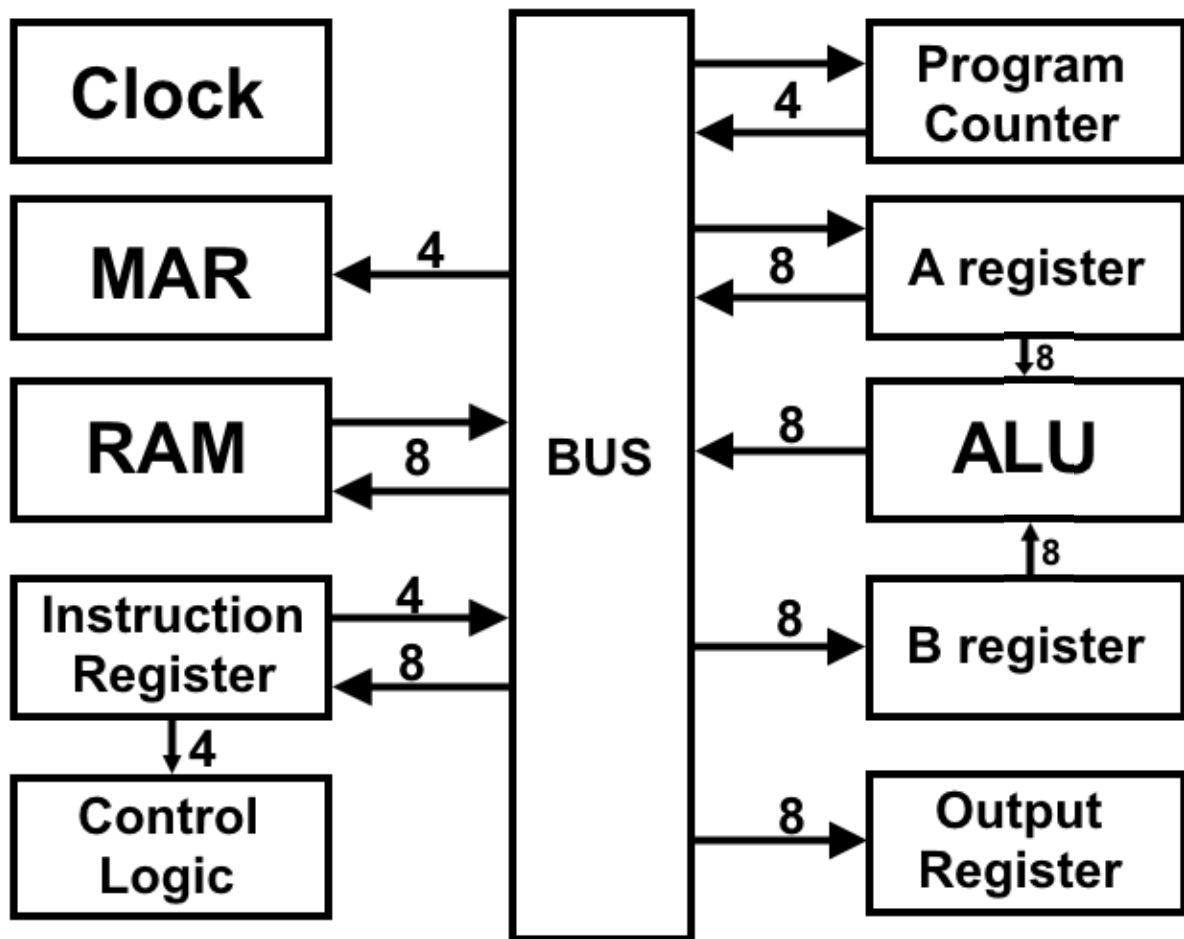 Clock
MAR
4
RAM
8
Instruction
Register
4
8
4
Control
Logic
BUS
Program
Counter
4
A register
8
8
ALU
8
8
B register
8
Output
Register
8